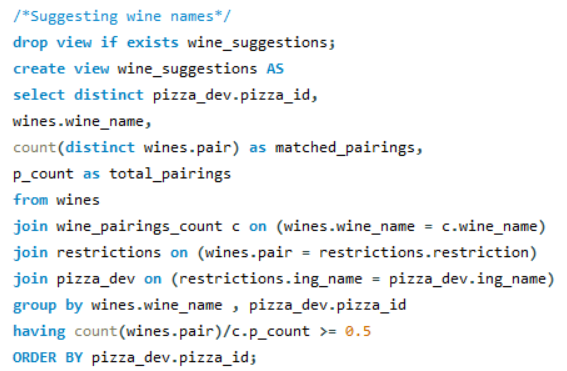 /*Suggesting wine names*/
drop view if exists wine_suggestions;
create view wine_suggestions AS
select distinct pizza_dev.pizza_id,
wines.wine_name,
count(distinct wines.pair) as matched_pairings,
p_count as total_pairings
from wines
join wine_pairings_count c on (wines.wine_name = c.wine_name)
join restrictions on (wines.pair = restrictions.restriction)
join pizza_dev on (restrictions.ing_name = pizza_dev.ing_name)
group by wines.wine_name , pizza_dev.pizza_id
having count(wines.pair)/c.p_count >= 0.5
ORDER BY pizza_dev.pizza_id;